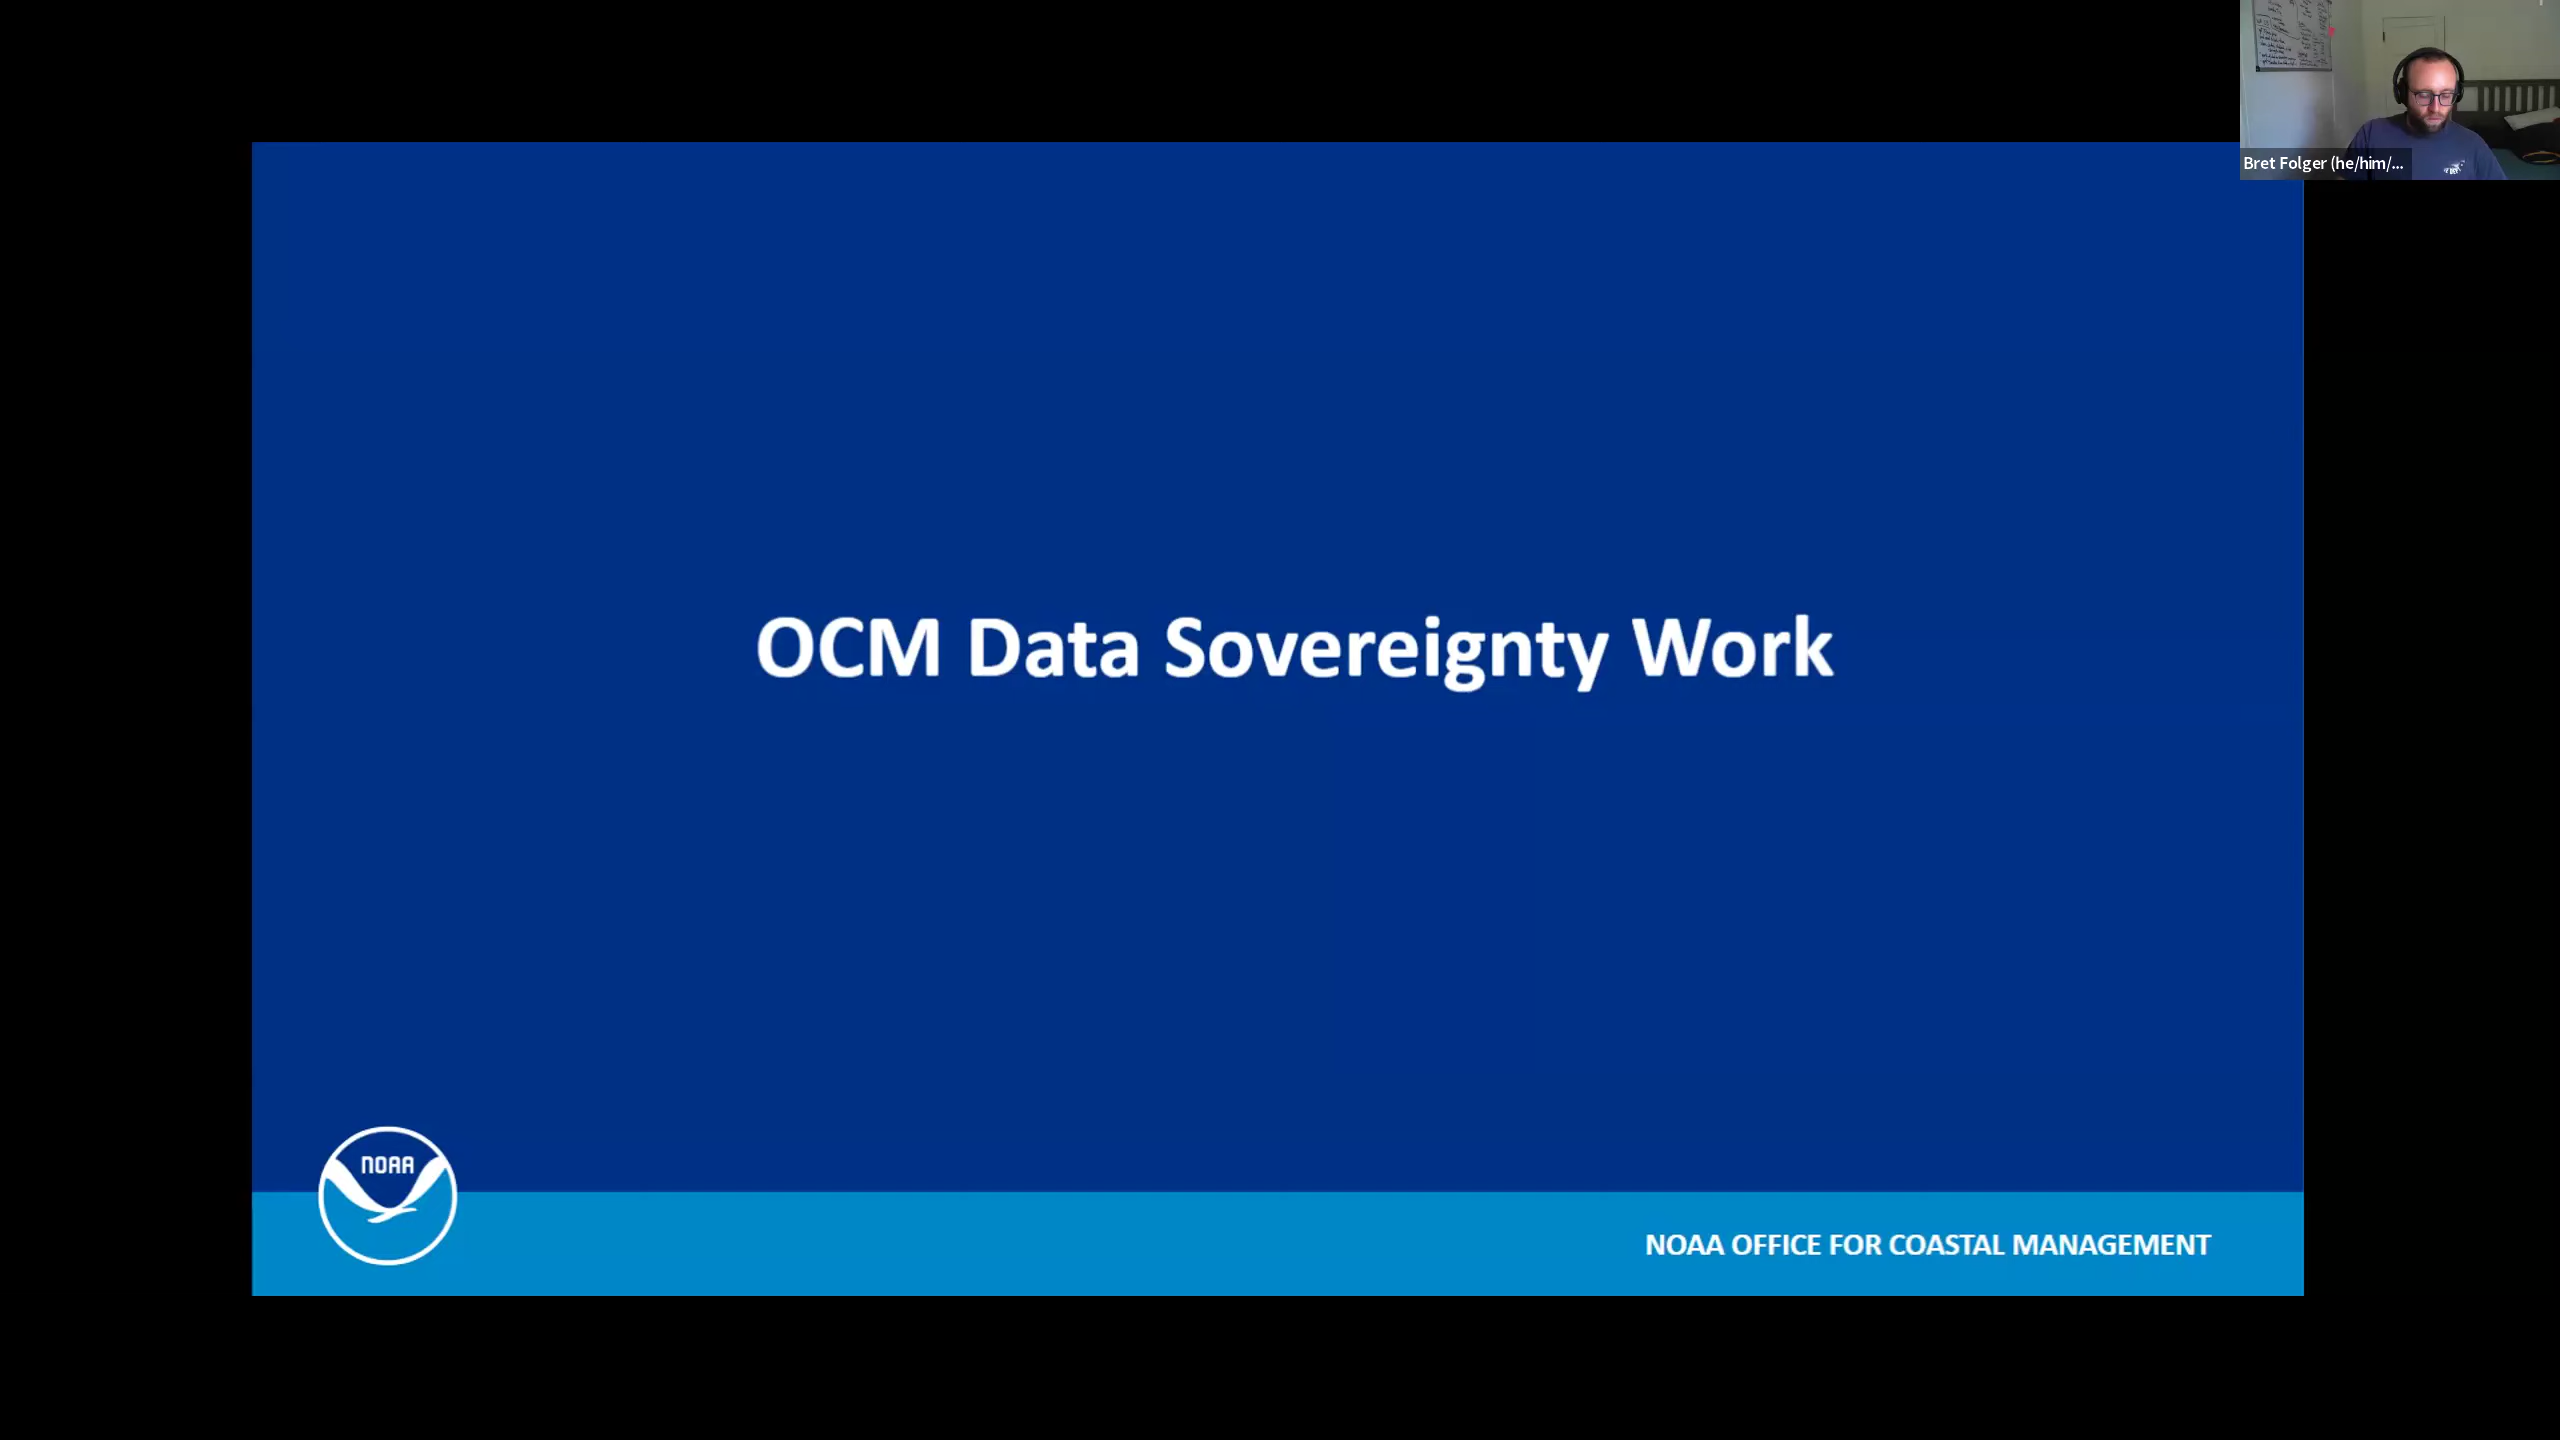 Bret Folger (he/him/...
OCM Data Sovereignty Work
NOAA
NOAA OFFICE FOR COASTAL MANAGEMENT